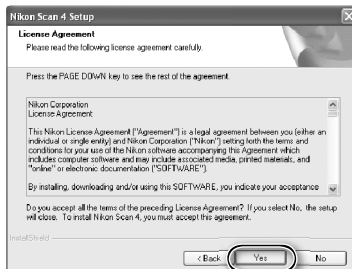 Nikon Scan 4 Setup
License Agreement
Please read the following license agreement carefully.
Press the PAGE DOWN key to see the rest of the agreement.
Nikon Corporation
License Agreement
This Nikon License Agreement ("Agreement") is a legal agreement between you (either an
individual or single entity) and Nikon Corporation ("Nikon") setting forth the terms and
conditions for your use of the Nikon software accompanying this Agreement which
includes computer software and may include associated media, printed materials, and
"online" or electronic documentation ("SOFTWARE").
By installing, downloading and/or using this SOFTWARE, you indicate your acceptance
Do you accept all the terms of the preceding License Agreement? If you select No, the setup
will close. To install Nikon Scan 4, you must accept this agreement.
InstallShield
< Back
Yes
No